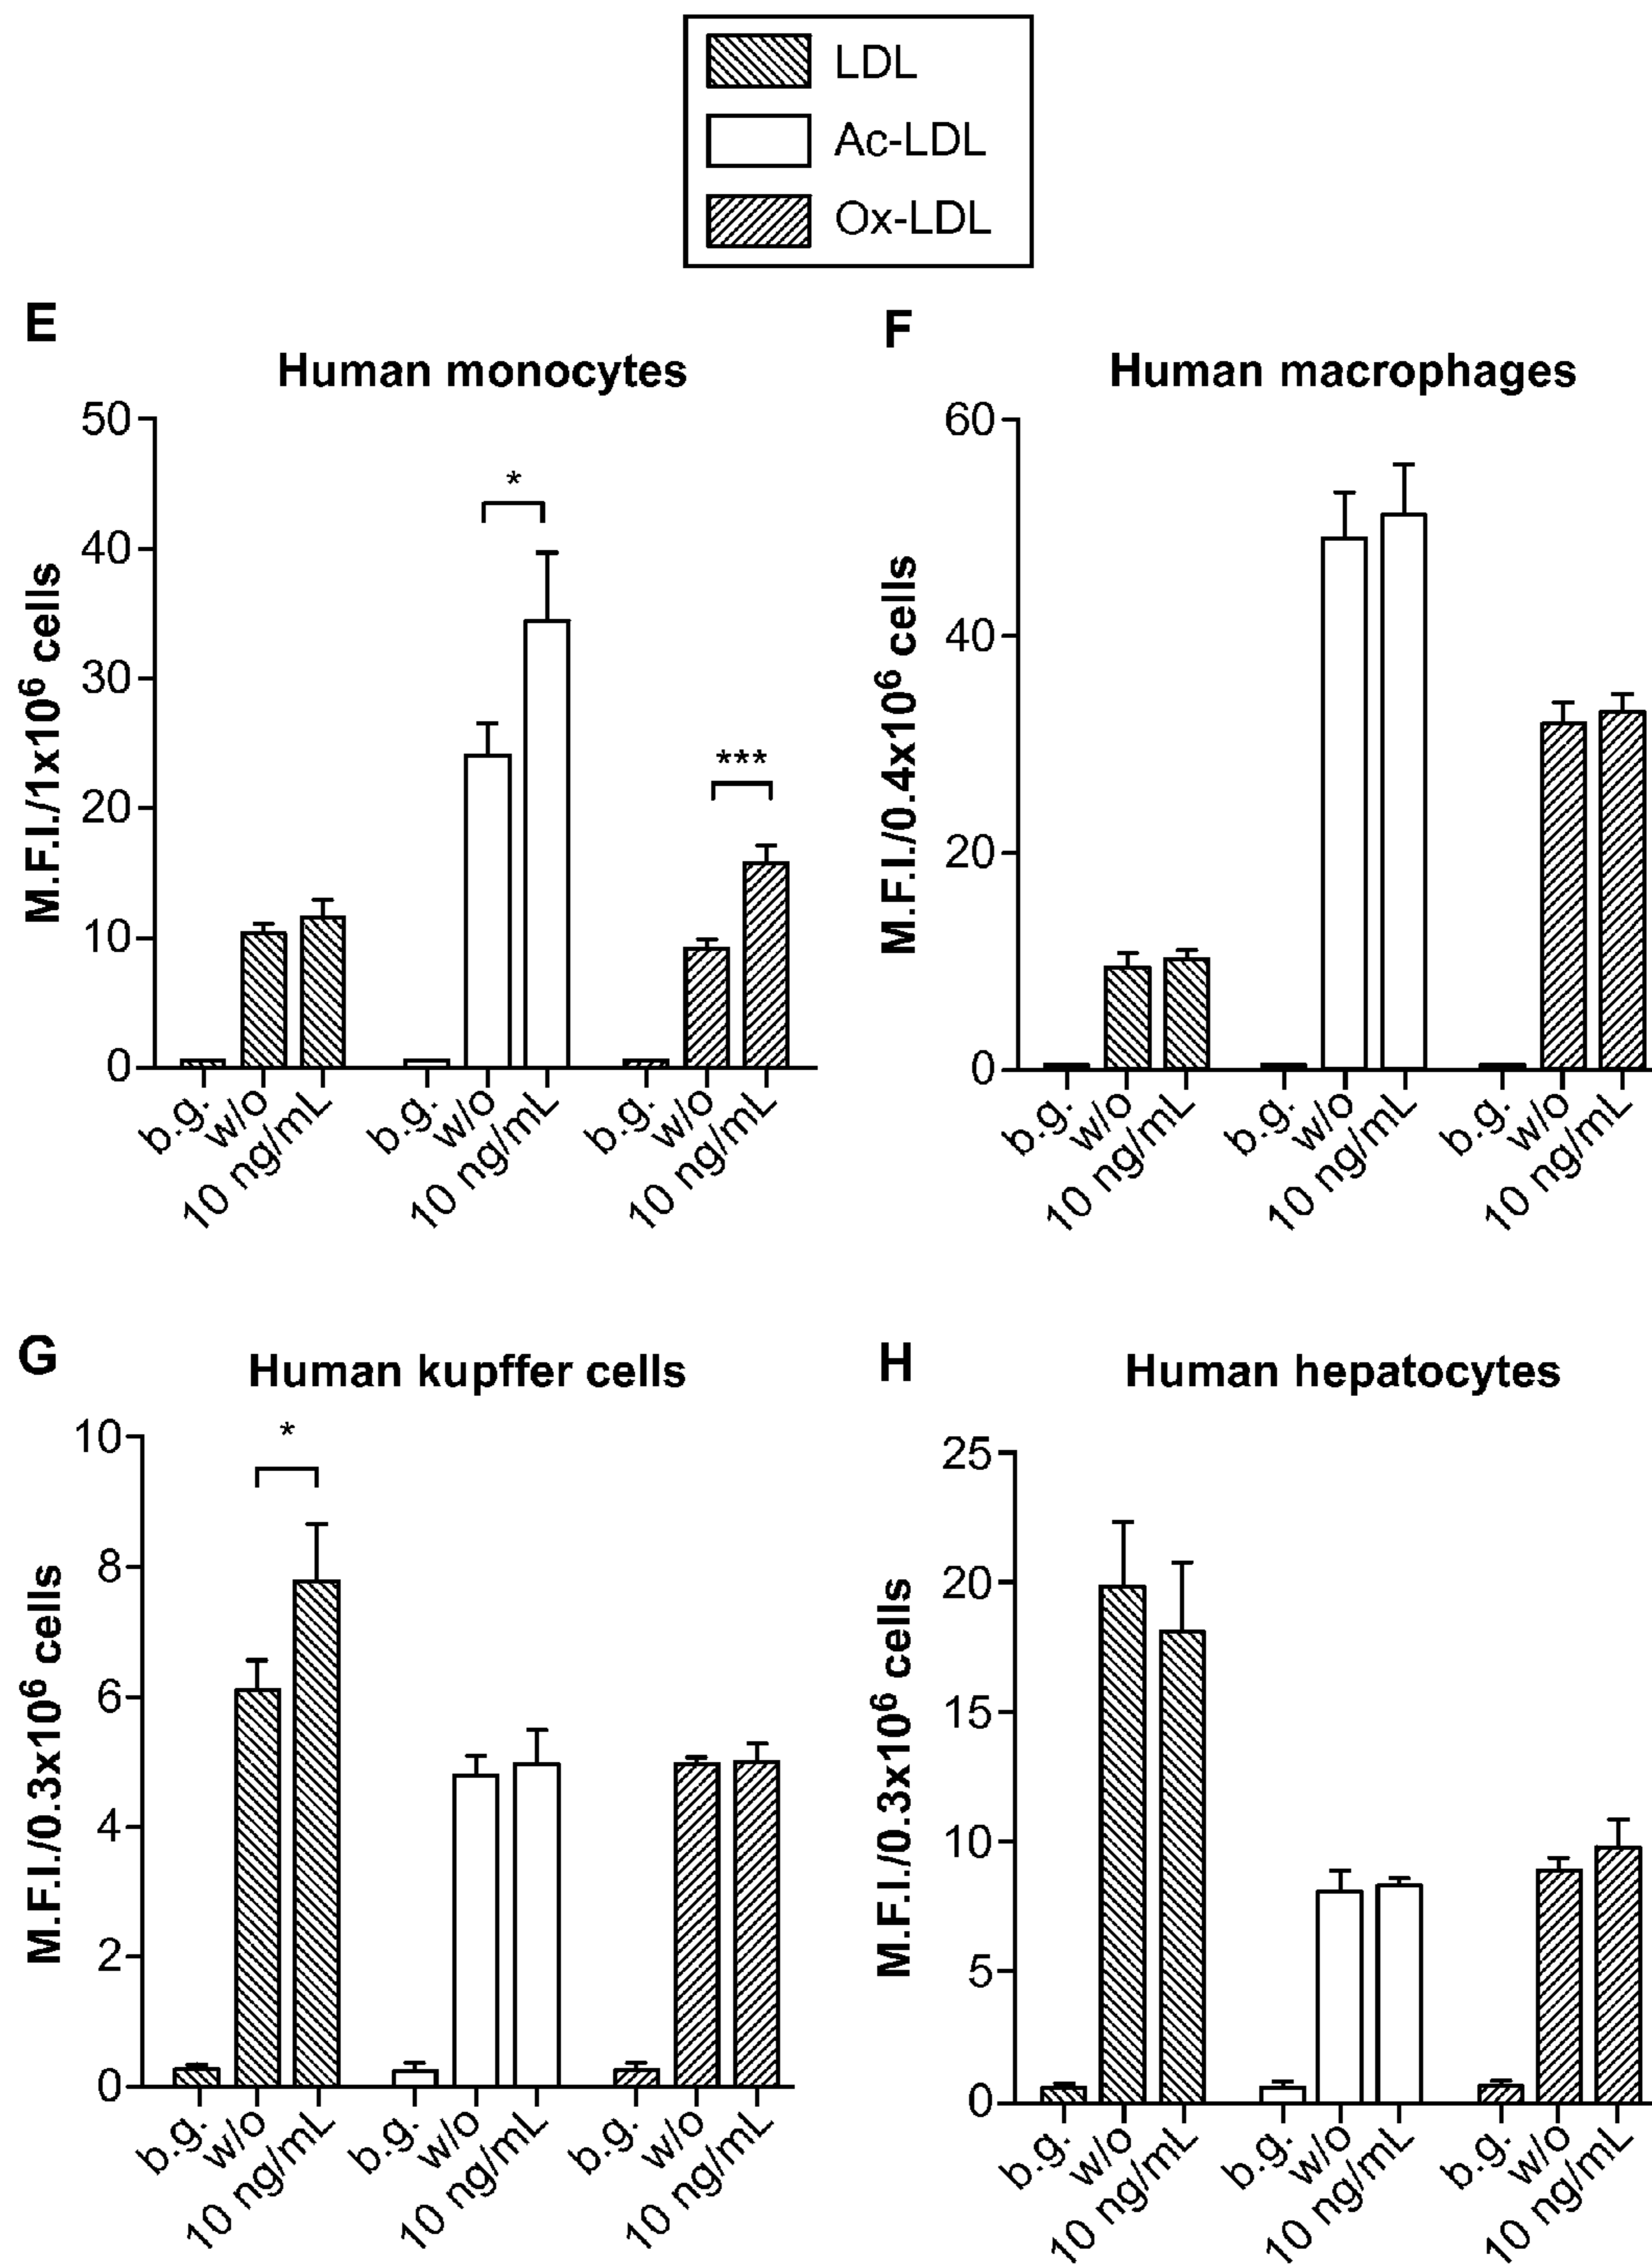 LDL
Ac-LDL
Ox-LDL
E
Human monocytes
M.F.I./1x10⁶ cells
50
40
30
20
10
0
*
***
b.g. w/o 10 ng/mL b.g. w/o 10 ng/mL b.g. w/o 10 ng/mL
F
Human macrophages
M.F.I./0.4x10⁶ cells
60
40
20
0
b.g. w/o 10 ng/mL b.g. w/o 10 ng/mL b.g. w/o 10 ng/mL
G
Human kupffer cells
M.F.I./0.3x10⁶ cells
10
8
6
4
2
0
*
b.g. w/o 10 ng/mL b.g. w/o 10 ng/mL b.g. w/o 10 ng/mL
H
Human hepatocytes
M.F.I./0.3x10⁶ cells
25
20
15
10
5
0
b.g. w/o 10 ng/mL b.g. w/o 10 ng/mL b.g. w/o 10 ng/mL